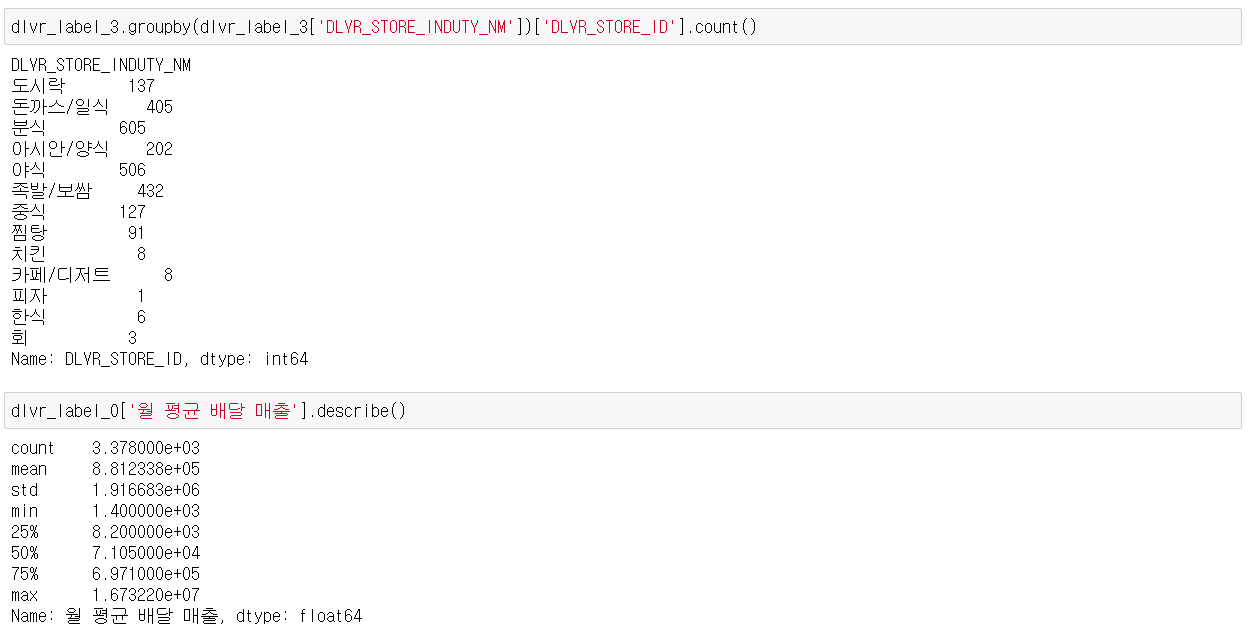 dlvr_label_3.groupby(dlvr_label_3['DLVR_STORE_INDUTY_NM'])['DLVR_STORE_ID'].count()
DLVR_STORE_INDUTY_NM
도시락 137
돈까스/일식 405
분식 605
아시안/양식 202
야식 506
족발/보쌈 432
중식 127
찜탕 91
치킨 8
카페/디저트 8
피자 1
한식 6
회 3
Name: DLVR_STORE_ID, dtype: int64
dlvr_label_0['월 평균 배달 매출'].describe()
count 3.378000e+03
mean 8.812338e+05
std 1.916683e+06
min 1.400000e+03
25% 8.200000e+03
50% 7.105000e+04
75% 6.971000e+05
max 1.673220e+07
Name: 월 평균 배달 매출, dtype: float64